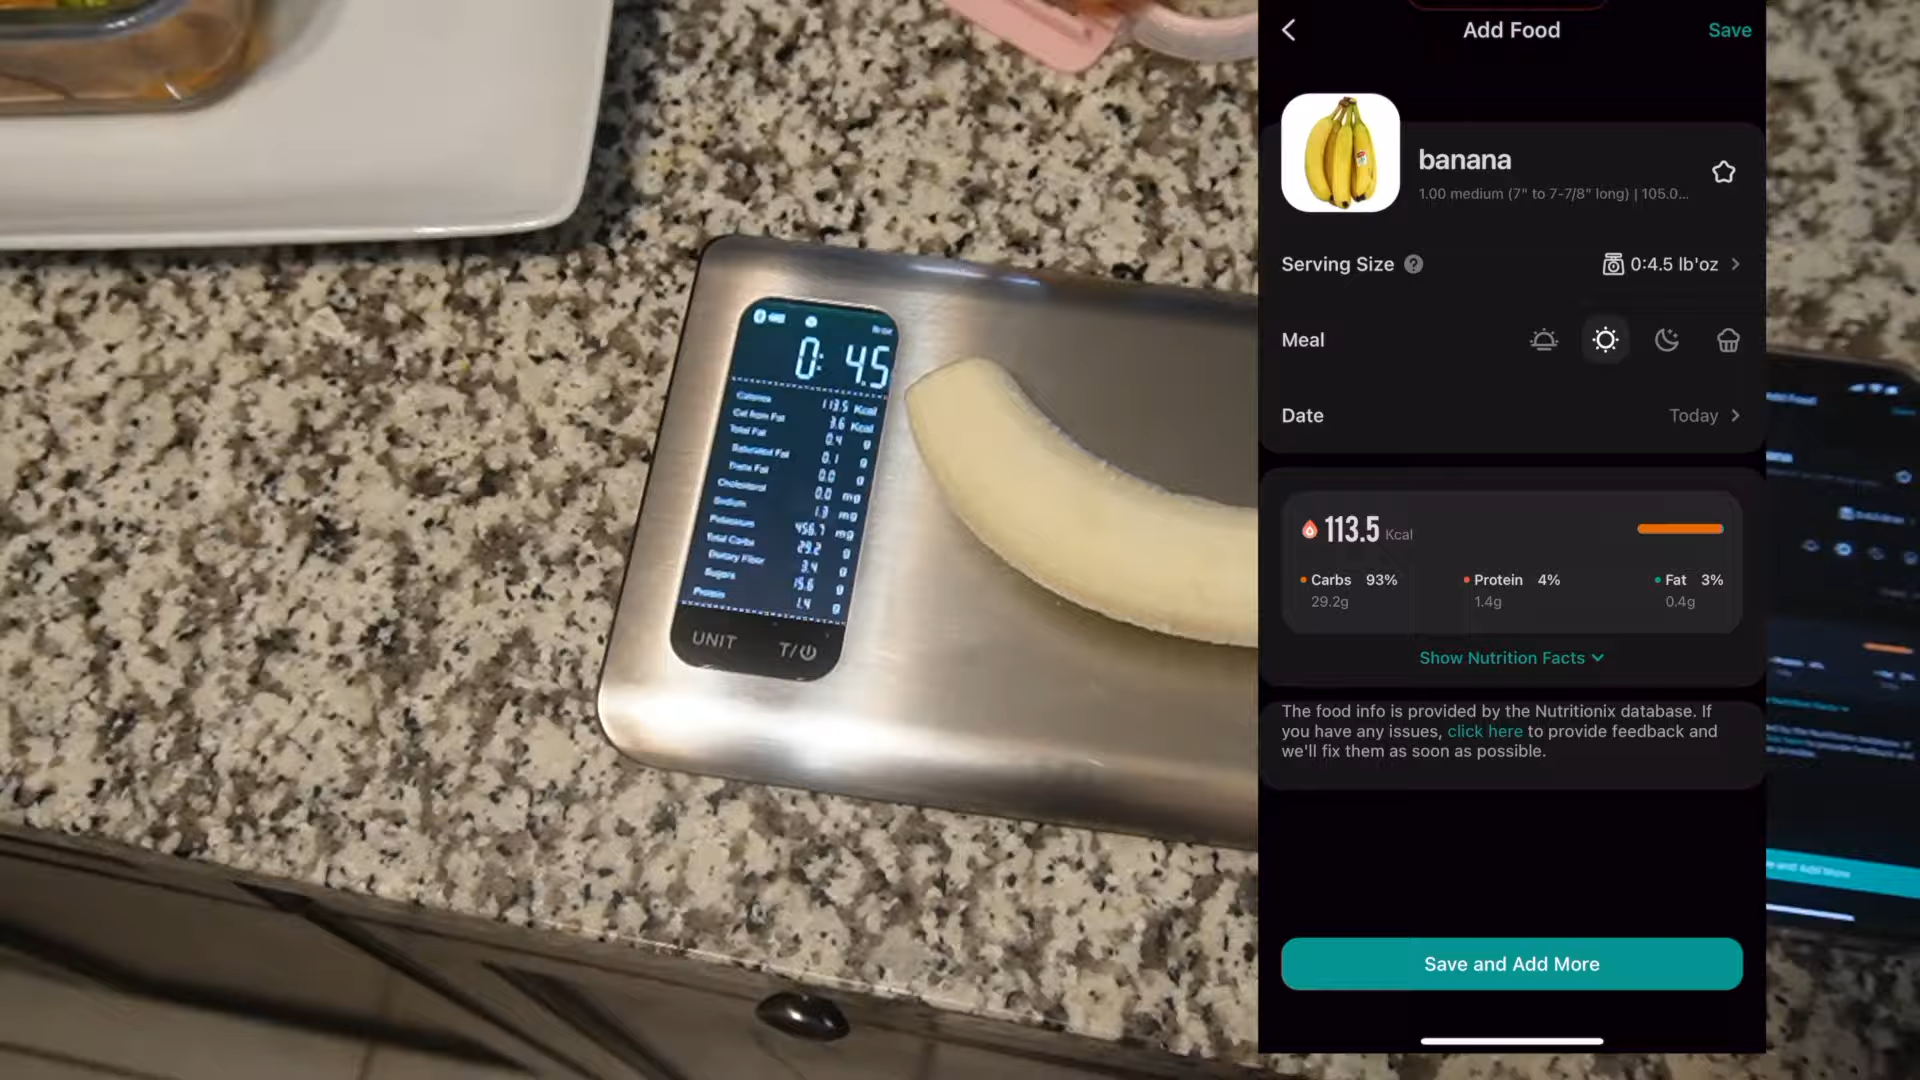 0: 4.5
Calories 113.5 Kcal
Cal from Fat 3.6 Kcal
Total Fat 0.4 g
Saturated Fat 0.1 g
Trans Fat 0.0 g
Cholesterol 0.0 mg
Sodium 1.3 mg
Potassium 456.7 mg
Total Carbs 29.2 g
Dietary Fiber 3.4 g
Sugars 15.6 g
Protein 1.4 g
UNIT T/
Add Food Save
banana
1.00 medium (7" to 7-7/8" long) | 105.0...
Serving Size ? 0:4.5 lb'oz
Meal
Date Today
113.5 Kcal
Carbs 93% Protein 4% Fat 3%
29.2g 1.4g 0.4g
Show Nutrition Facts
The food info is provided by the Nutritionix database. If
you have any issues, click here to provide feedback and
we'll fix them as soon as possible.
Save and Add More